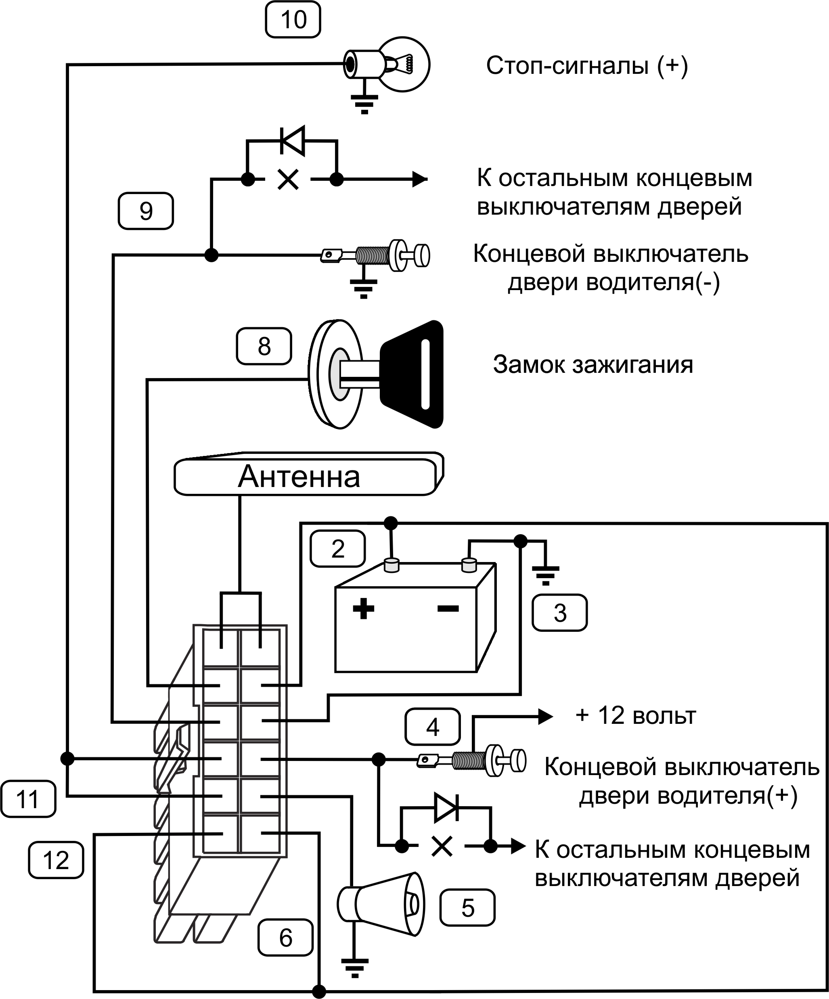 10
Стоп-сигналы (+)
К остальным концевым
выключателям дверей
9
Концевой выключатель
двери водителя(-)
8
Замок зажигания
Антенна
2
3
+
−
4
+ 12 вольт
Концевой выключатель
двери водителя(+)
11
12
К остальным концевым
выключателям дверей
5
6